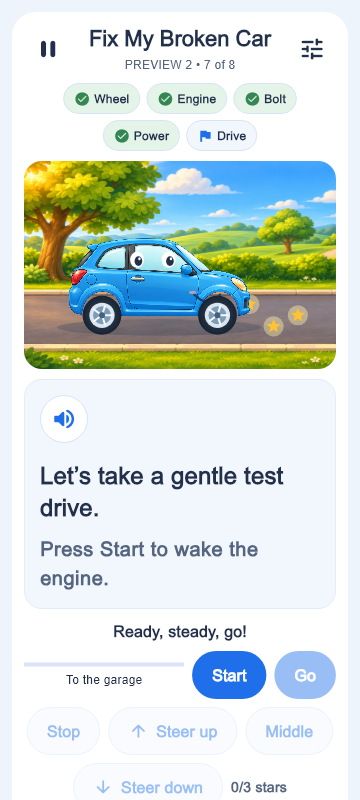 Fix My Broken Car
PREVIEW 2 • 7 of 8
Wheel
Engine
Bolt
Power
Drive
Let’s take a gentle test
drive.
Press Start to wake the
engine.
Ready, steady, go!
To the garage
Start
Go
Stop
Steer up
Middle
Steer down
0/3 stars